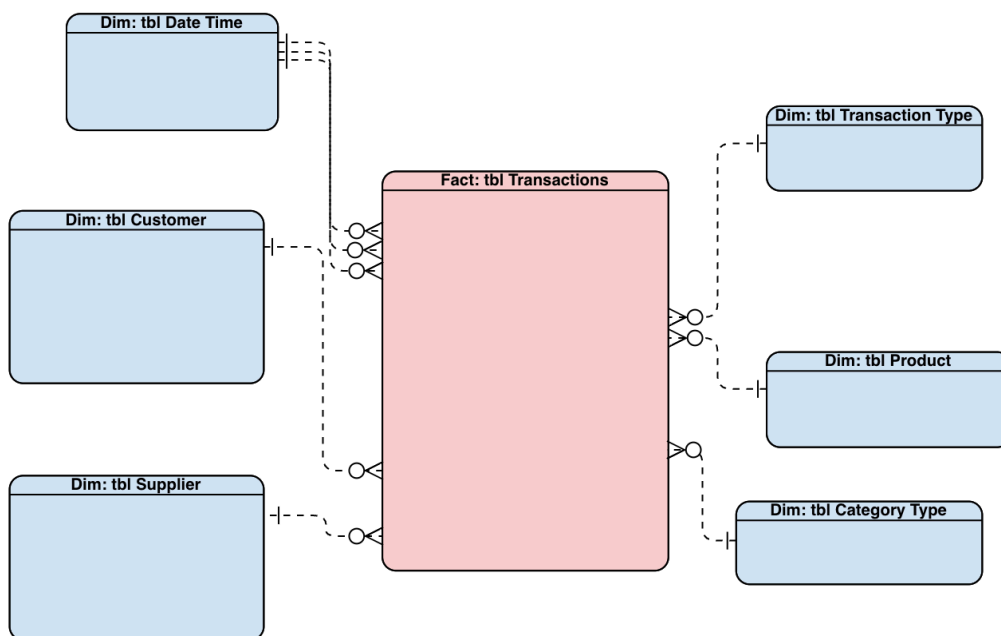 Dim: tbl Date Time
Dim: tbl Transaction Type
Fact: tbl Transactions
Dim: tbl Customer
Dim: tbl Product
Dim: tbl Supplier
Dim: tbl Category Type